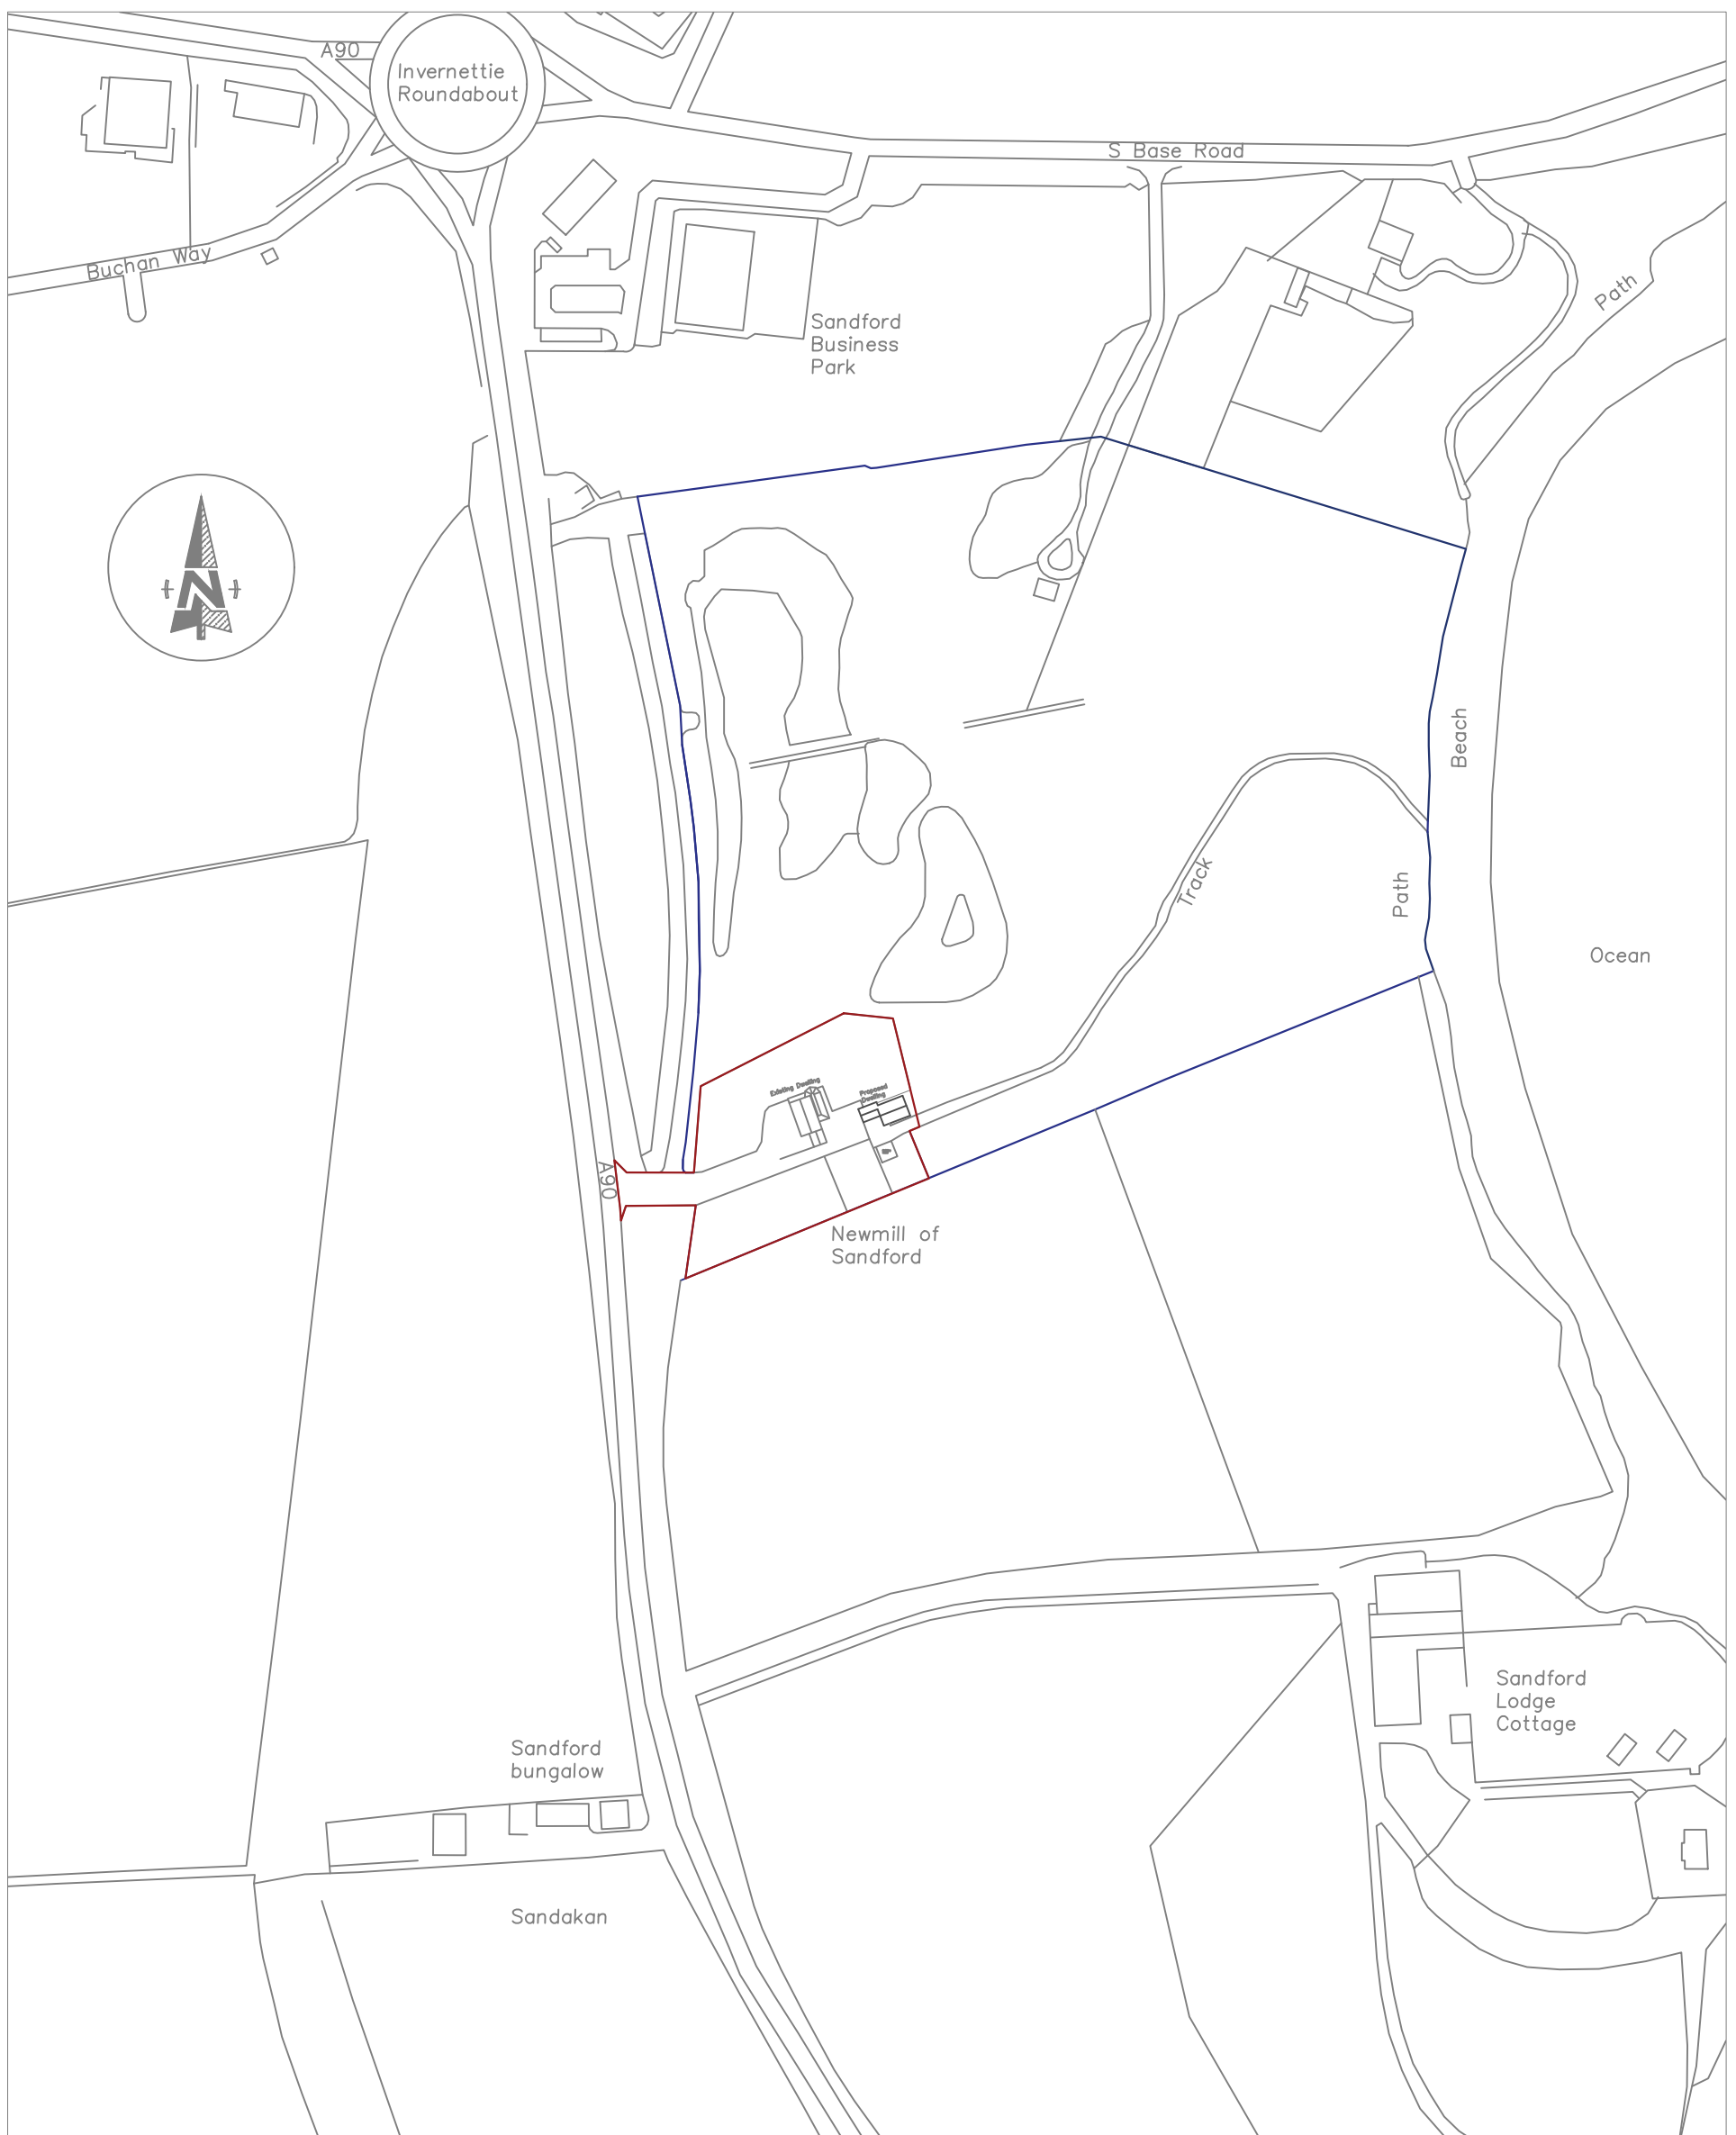 A90
Invernettie
Roundabout
S Base Road
Buchan Way
Path
Sandford
Business
Park
N
Beach
Track
Path
Ocean
Existing Dwelling
Proposed
Dwelling
A90
Newmill of
Sandford
Sandford
Lodge
Cottage
Sandford
bungalow
Sandakan